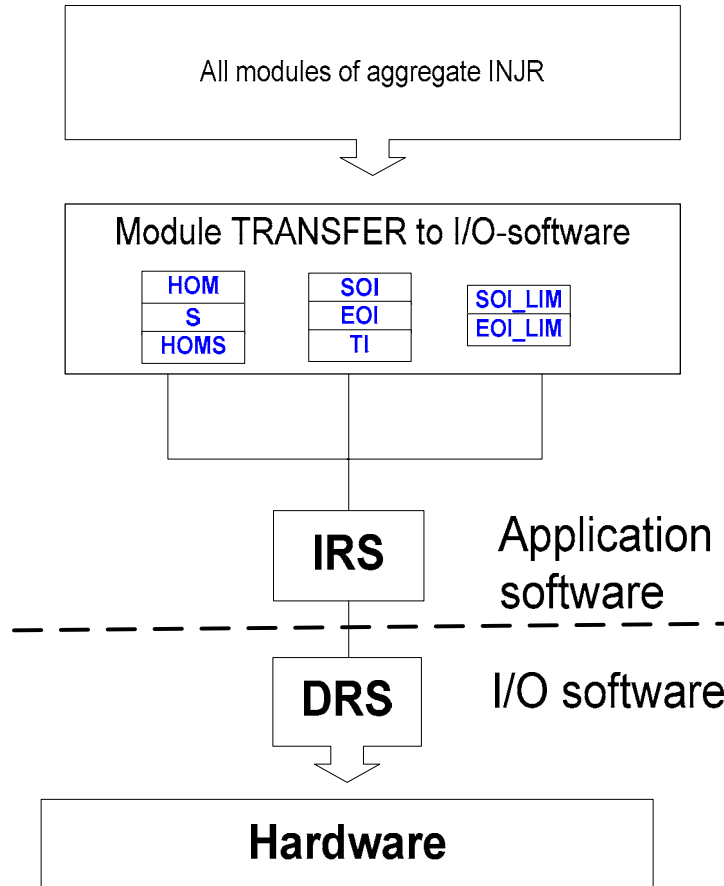 All modules of aggregate INJR
Module TRANSFER to I/O-software
HOM
S
HOMS
SOI
EOI
TI
SOI_LIM
EOI_LIM
IRS
Application
software
DRS
I/O software
Hardware